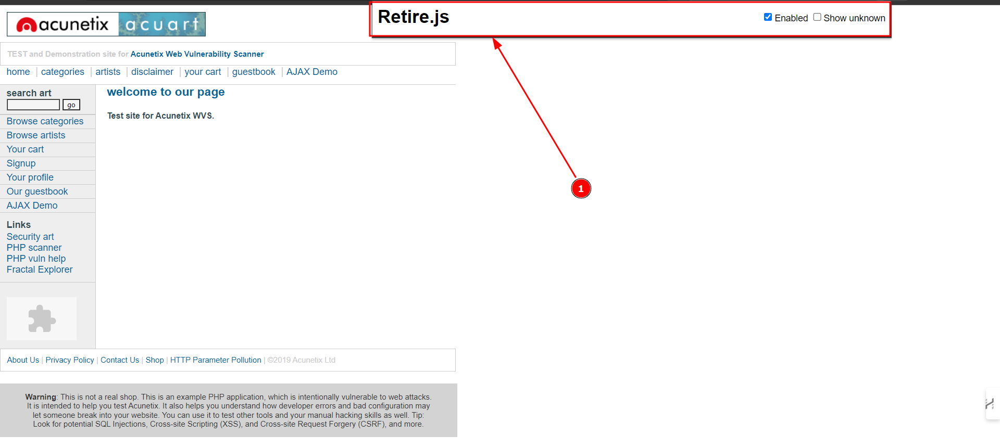 acunetix acuart
Retire.js
Enabled Show unknown
TEST and Demonstration site for Acunetix Web Vulnerability Scanner
home | categories | artists | disclaimer | your cart | guestbook | AJAX Demo
search art
go
Browse categories
Browse artists
Your cart
Signup
Your profile
Our guestbook
AJAX Demo
Links
Security art
PHP scanner
PHP vuln help
Fractal Explorer
welcome to our page
Test site for Acunetix WVS.
1
About Us | Privacy Policy | Contact Us | Shop | HTTP Parameter Pollution | ©2019 Acunetix Ltd
Warning: This is not a real shop. This is an example PHP application, which is intentionally vulnerable to web attacks.
It is intended to help you test Acunetix. It also helps you understand how developer errors and bad configuration may
let someone break into your website. You can use it to test other tools and your manual hacking skills as well. Tip:
Look for potential SQL Injections, Cross-site Scripting (XSS), and Cross-site Request Forgery (CSRF), and more.